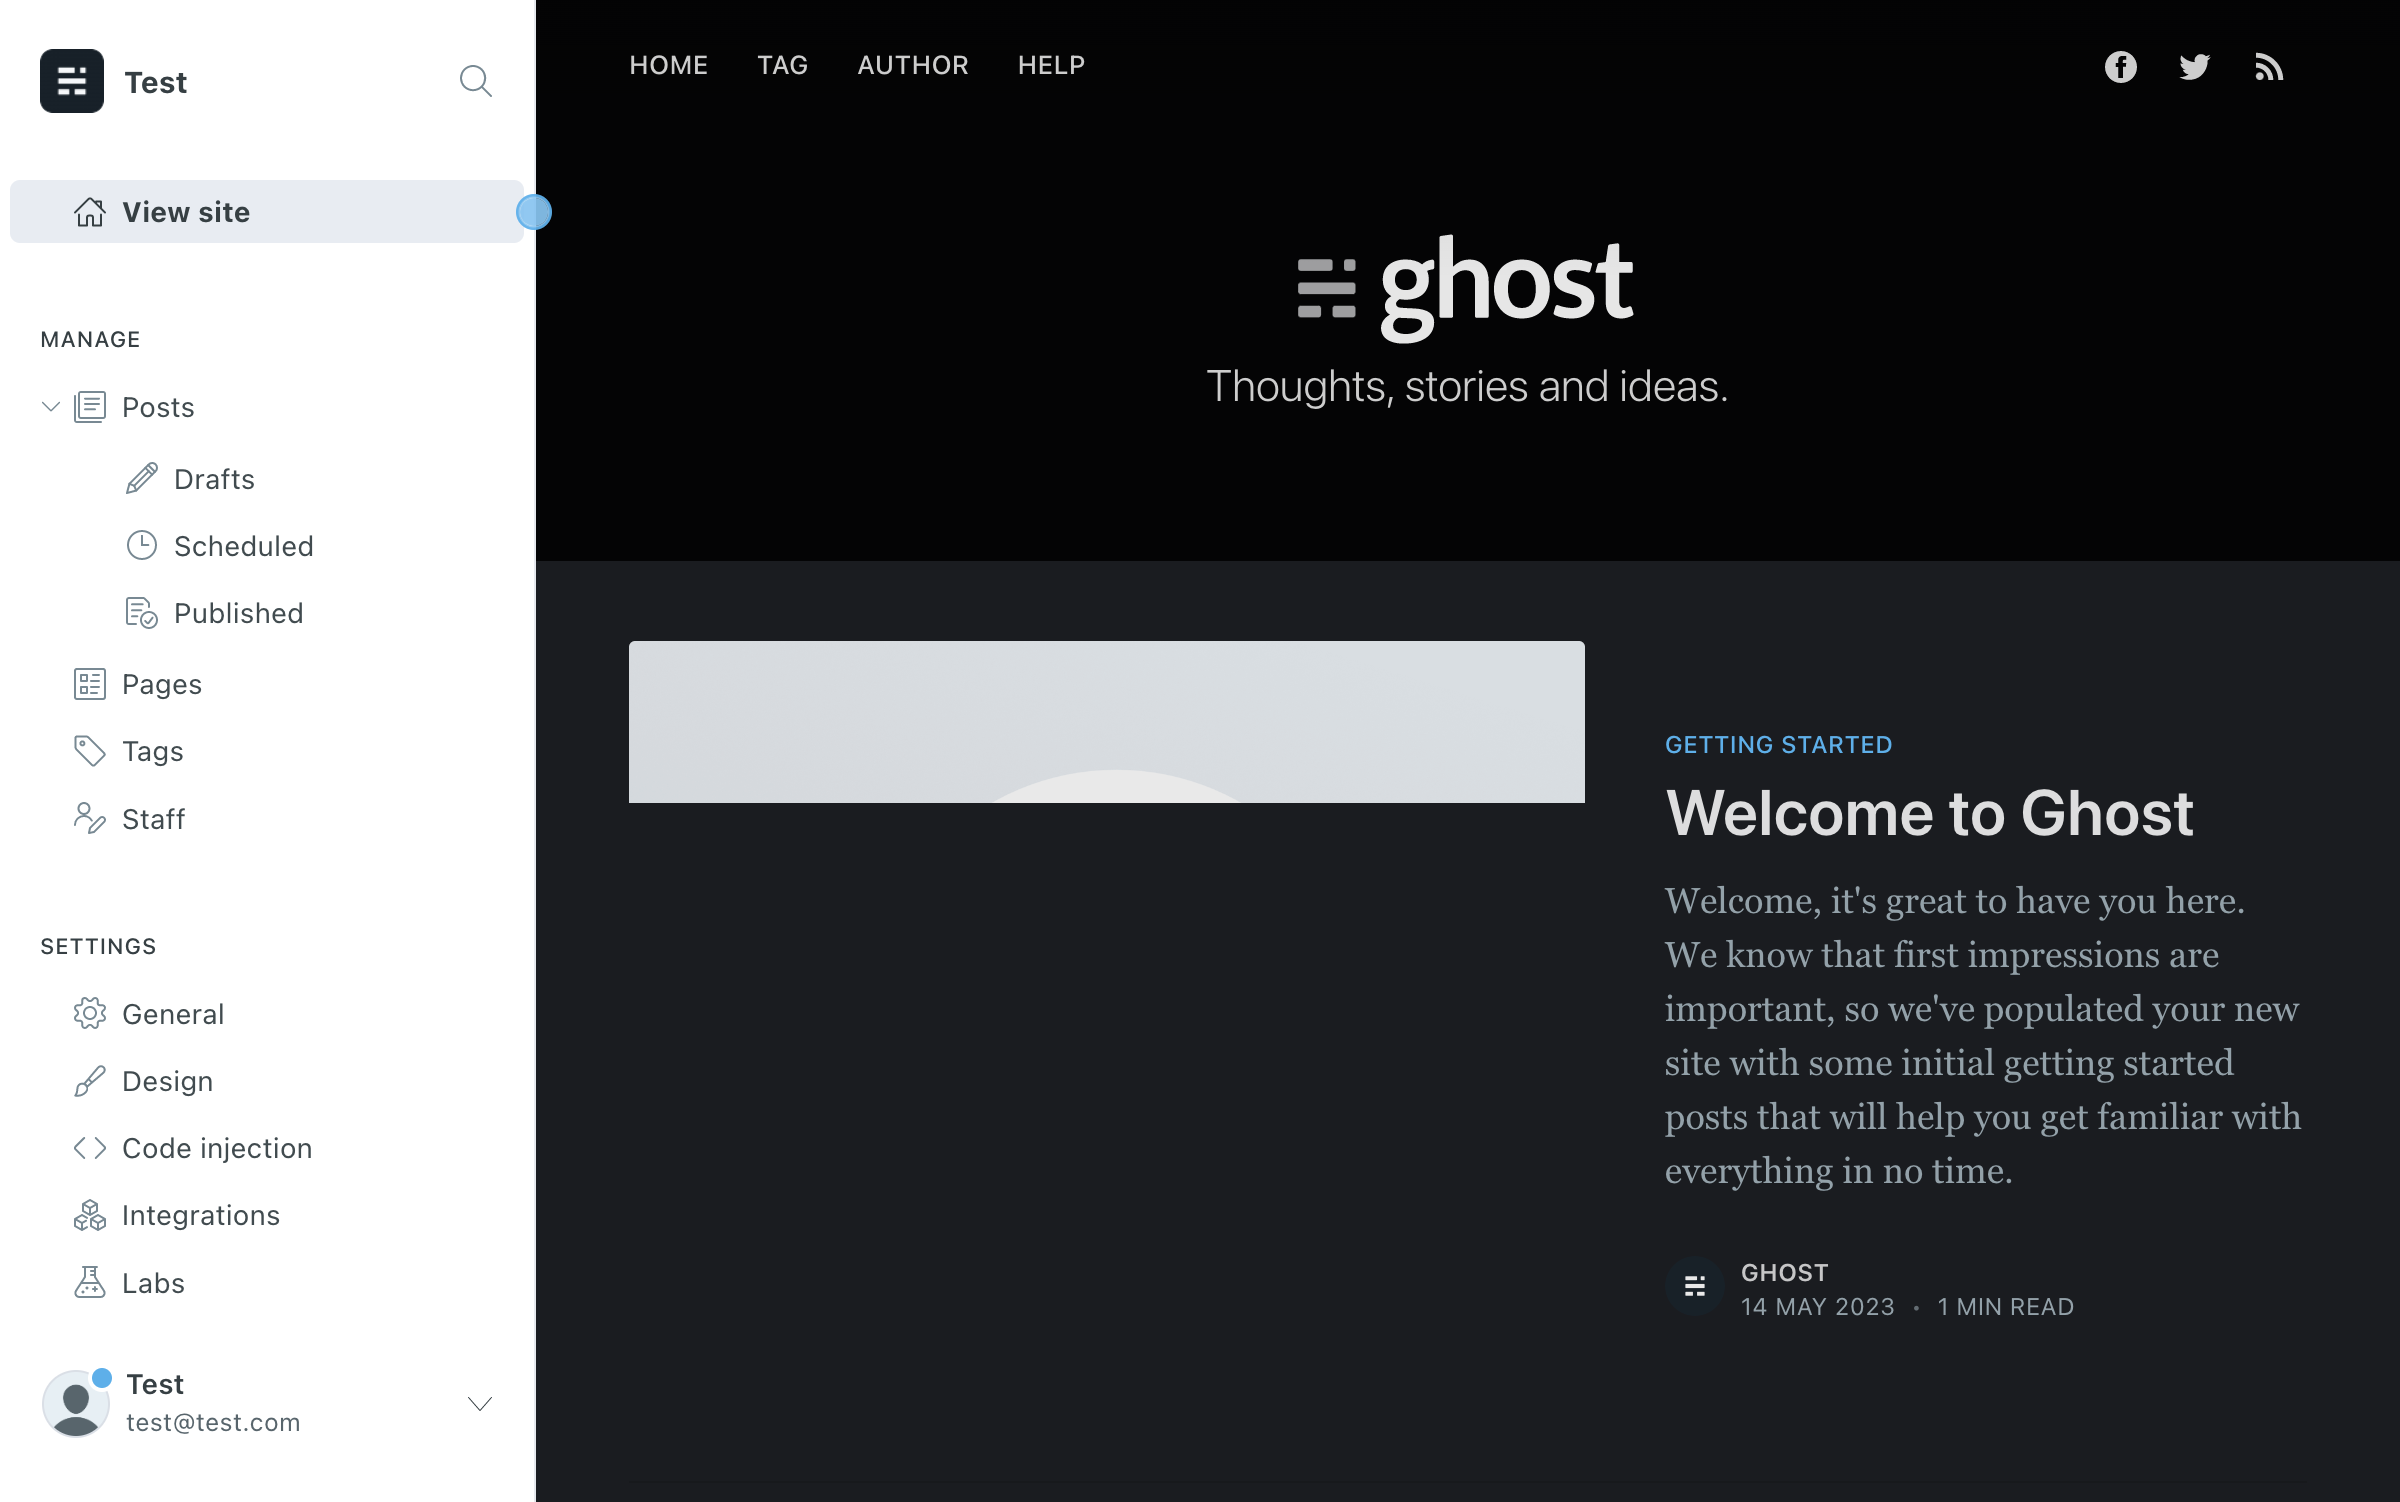 Test
View site
MANAGE
Posts
Drafts
Scheduled
Published
Pages
Tags
Staff
SETTINGS
General
Design
Code injection
Integrations
Labs
Test
test@test.com
HOME TAG AUTHOR HELP
ghost
Thoughts, stories and ideas.
GETTING STARTED
Welcome to Ghost
Welcome, it's great to have you here.
We know that first impressions are
important, so we've populated your new
site with some initial getting started
posts that will help you get familiar with
everything in no time.
GHOST
14 MAY 2023 • 1 MIN READ